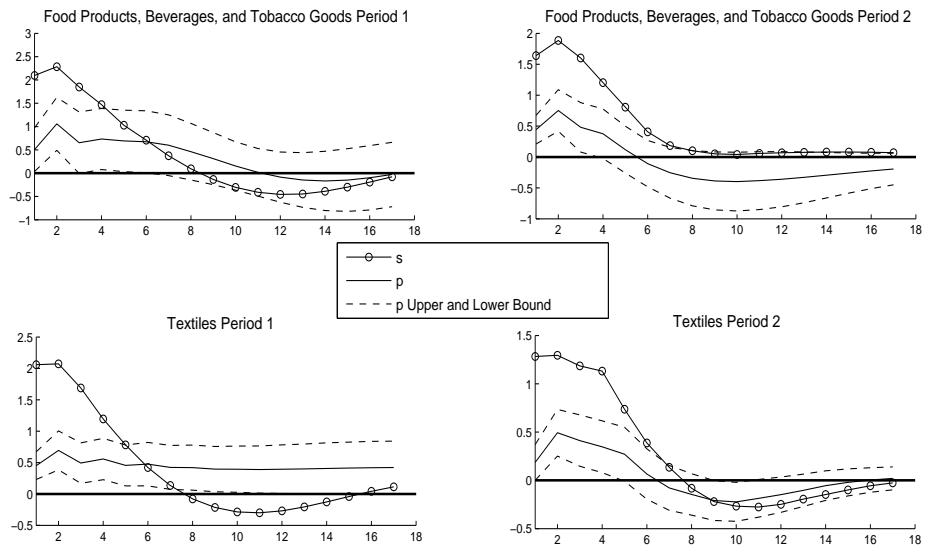 Food Products, Beverages, and Tobacco Goods Period 1
3
2.5
2
1.5
1
0.5
0
−0.5
−1
2 4 6 8 10 12 14 16 18
Food Products, Beverages, and Tobacco Goods Period 2
2
1.5
1
0.5
0
−0.5
−1
2 4 6 8 10 12 14 16 18
s
p
p Upper and Lower Bound
Textiles Period 1
2.5
2
1.5
1
0.5
0
−0.5
2 4 6 8 10 12 14 16 18
Textiles Period 2
1.5
1
0.5
0
−0.5
2 4 6 8 10 12 14 16 18